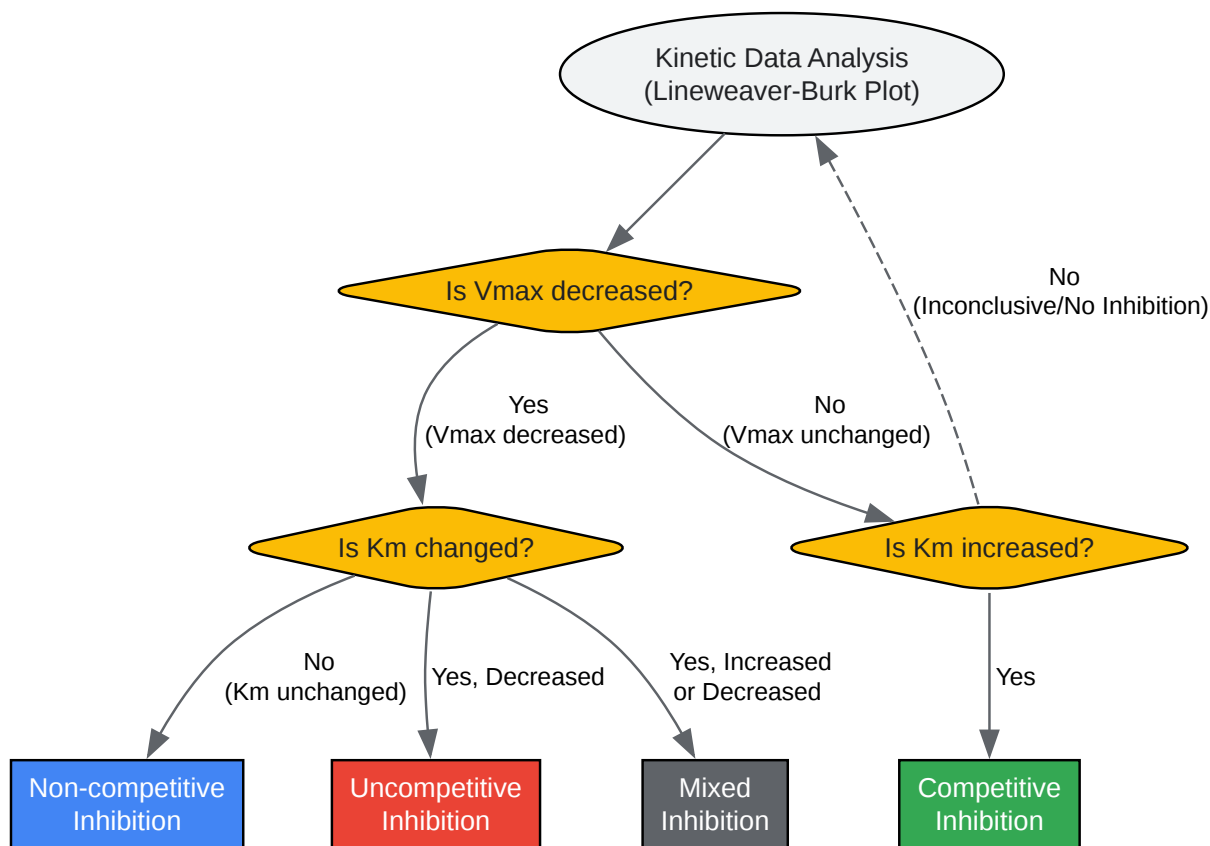 Kinetic Data Analysis
(Lineweaver-Burk Plot)
Is Vmax decreased?
No
(Inconclusive/No Inhibition)
Yes
(Vmax decreased)
No
(Vmax unchanged)
Is Km changed?
Is Km increased?
No
(Km unchanged)
Yes, Decreased
Yes, Increased
or Decreased
Yes
Non-competitive
Inhibition
Uncompetitive
Inhibition
Mixed
Inhibition
Competitive
Inhibition